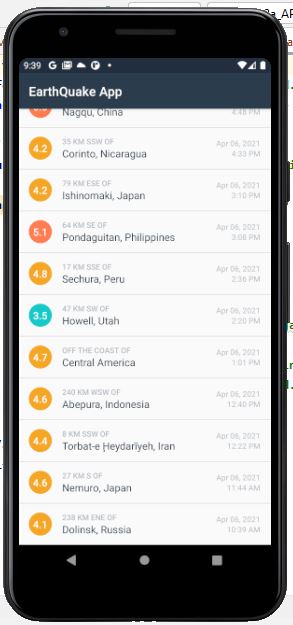 9:39
EarthQuake App
Nagqu, China
4:48 PM
4.2
35 KM SSW OF
Corinto, Nicaragua
Apr 06, 2021
4:33 PM
4.2
79 KM ESE OF
Ishinomaki, Japan
Apr 06, 2021
3:10 PM
5.1
64 KM SE OF
Pondaguitan, Philippines
Apr 06, 2021
3:08 PM
4.8
17 KM SSE OF
Sechura, Peru
Apr 06, 2021
2:36 PM
3.5
47 KM SW OF
Howell, Utah
Apr 06, 2021
2:20 PM
4.7
OFF THE COAST OF
Central America
Apr 06, 2021
1:01 PM
4.6
240 KM WSW OF
Abepura, Indonesia
Apr 06, 2021
12:40 PM
4.4
8 KM SSW OF
Torbat-e Ḩeydarīyeh, Iran
Apr 06, 2021
12:22 PM
4.6
27 KM S OF
Nemuro, Japan
Apr 06, 2021
11:44 AM
4.1
238 KM ENE OF
Dolinsk, Russia
Apr 06, 2021
10:39 AM